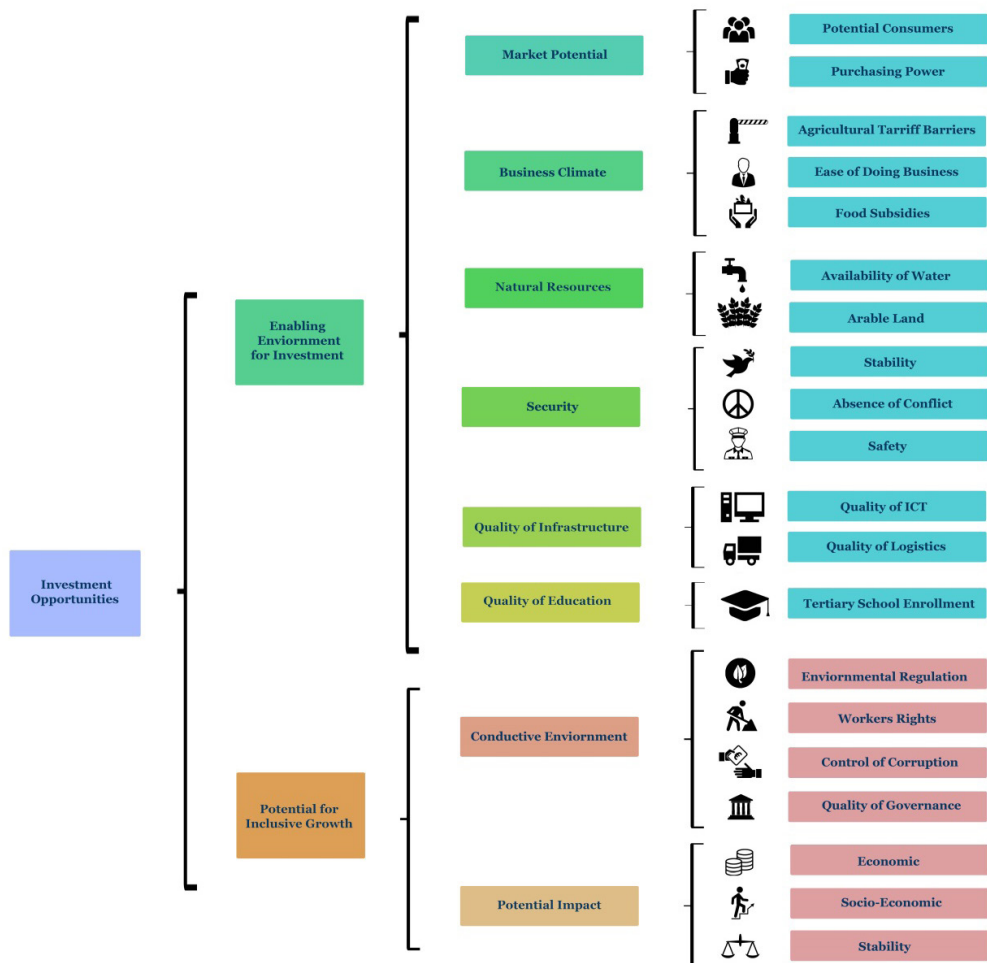 Potential Consumers
Market Potential
Purchasing Power
Agricultural Tarriff Barriers
Business Climate
Ease of Doing Business
Food Subsidies
Availability of Water
Natural Resources
Arable Land
Enabling
Enviornment
for Investment
Stability
Security
Absence of Conflict
Safety
Quality of ICT
Quality of Infrastructure
Quality of Logistics
Investment
Opportunities
Quality of Education
Tertiary School Enrollment
Enviornmental Regulation
Conductive Enviornment
Workers Rights
Control of Corruption
Potential for
Inclusive Growth
Quality of Governance
Economic
Potential Impact
Socio-Economic
Stability